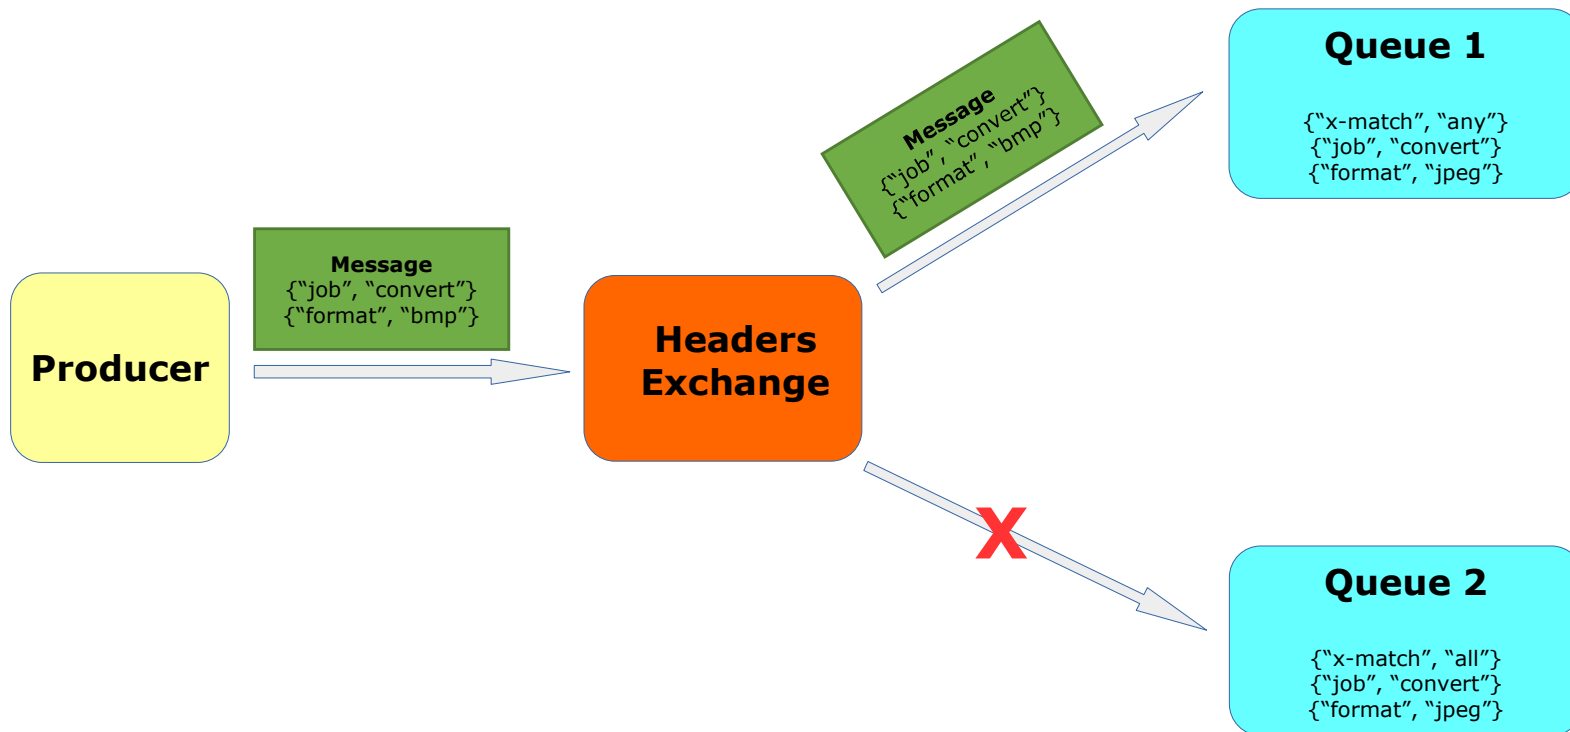 Producer
Message
{“job”, “convert”}
{“format”, “bmp”}
Headers
Exchange
Message
{“job”, “convert”}
{“format”, “bmp”}
Queue 1
{“x-match”, “any”}
{“job”, “convert”}
{“format”, “jpeg”}
X
Queue 2
{“x-match”, “all”}
{“job”, “convert”}
{“format”, “jpeg”}